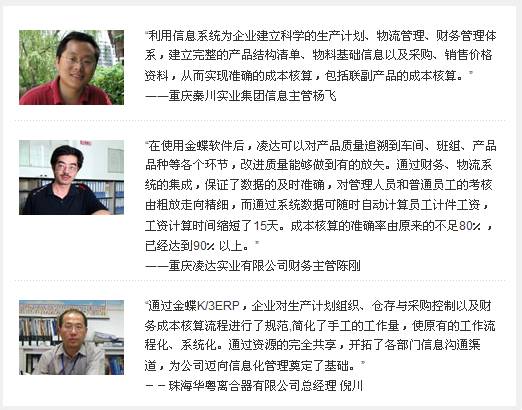 “利用信息系统为企业建立科学的生产计划、物流管理、财务管理体
系，建立完整的产品结构清单、物料基础信息以及采购、销售价格
资料，从而实现准确的成本核算，包括联副产品的成本核算。”
——重庆秦川实业集团信息主管杨飞
“在使用金蝶软件后，凌达可以对产品质量追溯到车间、班组、产品
品种等各个环节，改进质量能够做到有的放矢。通过财务、物流系
统的集成，保证了数据的及时准确，对管理人员和普通员工的考核
由粗放走向精细，而通过系统数据可随时自动计算员工计件工资，
工资计算时间缩短了15天。成本核算的准确率由原来的不足80%，
已经达到90%以上。”
——重庆凌达实业有限公司财务主管陈刚
“通过金蝶K/3ERP，企业对生产计划组织、仓存与采购控制以及财
务成本核算流程进行了规范,简化了手工的工作量，使原有的工作流
程化、系统化。通过资源的完全共享，开拓了各部门信息沟通渠
道，为公司迈向信息化管理奠定了基础。”
－－珠海华粤离合器有限公司总经理 倪川